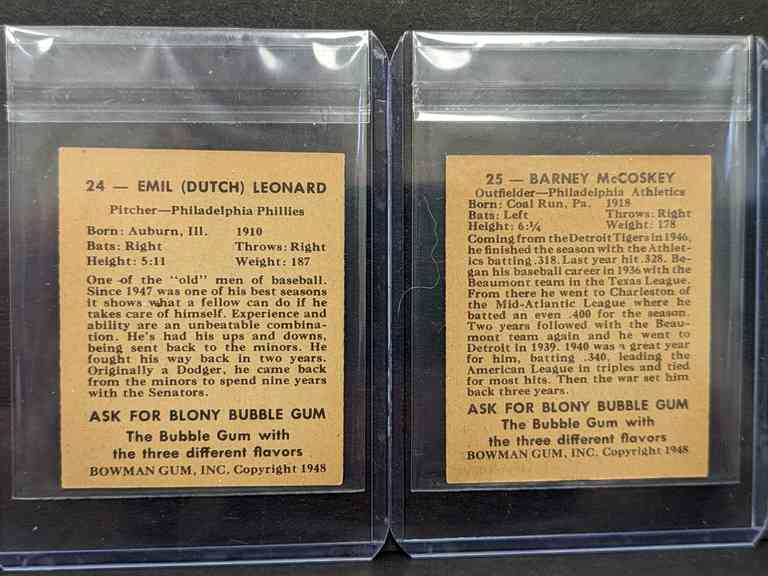 24 — EMIL (DUTCH) LEONARD
Pitcher—Philadelphia Phillies
Born: Auburn, Ill. 1910
Bats: Right Throws: Right
Height: 5:11 Weight: 187
One of the "old" men of baseball.
Since 1947 was one of his best seasons
it shows what a fellow can do if he
takes care of himself. Experience and
ability are an unbeatable combina-
tion. He's had his ups and downs,
being sent back to the minors. He
fought his way back in two years.
Originally a Dodger, he came back
from the minors to spend nine years
with the Senators.
ASK FOR BLONY BUBBLE GUM
The Bubble Gum with
the three different flavors
BOWMAN GUM, INC. Copyright 1948
25 — BARNEY McCOSKEY
Outfielder—Philadelphia Athletics
Born: Coal Run, Pa. 1918
Bats: Left Throws: Right
Height: 6:¾ Weight: 178
Coming from the Detroit Tigers in 1946,
he finished the season with the Athlet-
ics batting .318. Last year hit .328. Be-
gan his baseball career in 1936 with the
Beaumont team in the Texas League.
From there he went to Charleston of
the Mid-Atlantic League where he
batted an even .400 for the season.
Two years followed with the Beau-
mont team again and he went to
Detroit in 1939. 1940 was a great year
for him, batting .340, leading the
American League in triples and tied
for most hits. Then the war set him
back three years.
ASK FOR BLONY BUBBLE GUM
The Bubble Gum with
the three different flavors
BOWMAN GUM, INC. Copyright 1948